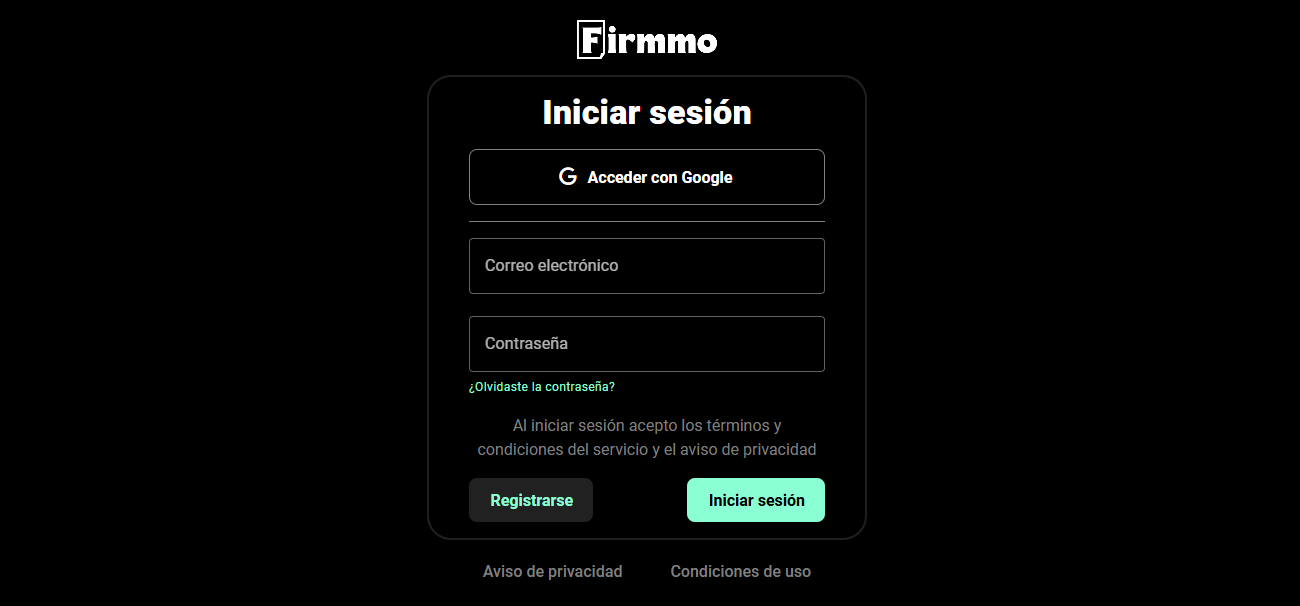 Firmmo
Iniciar sesión
Acceder con Google
Correo electrónico
Contraseña
¿Olvidaste la contraseña?
Al iniciar sesión acepto los términos y
condiciones del servicio y el aviso de privacidad
Registrarse
Iniciar sesión
Aviso de privacidad
Condiciones de uso